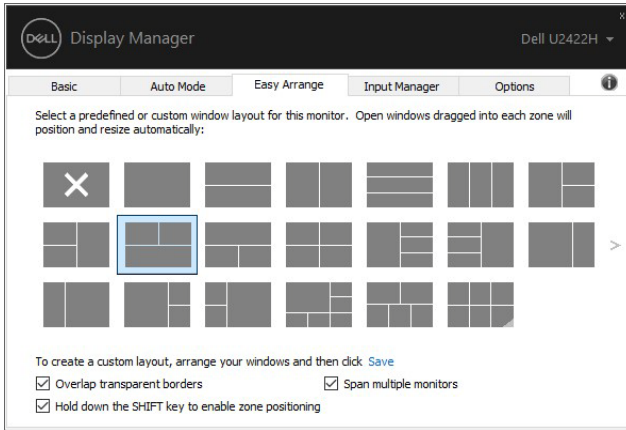 x
DELL Display Manager Dell U2422H
Basic Auto Mode Easy Arrange Input Manager Options i
Select a predefined or custom window layout for this monitor. Open windows dragged into each zone will
position and resize automatically:
>
To create a custom layout, arrange your windows and then click Save
Overlap transparent borders Span multiple monitors
Hold down the SHIFT key to enable zone positioning